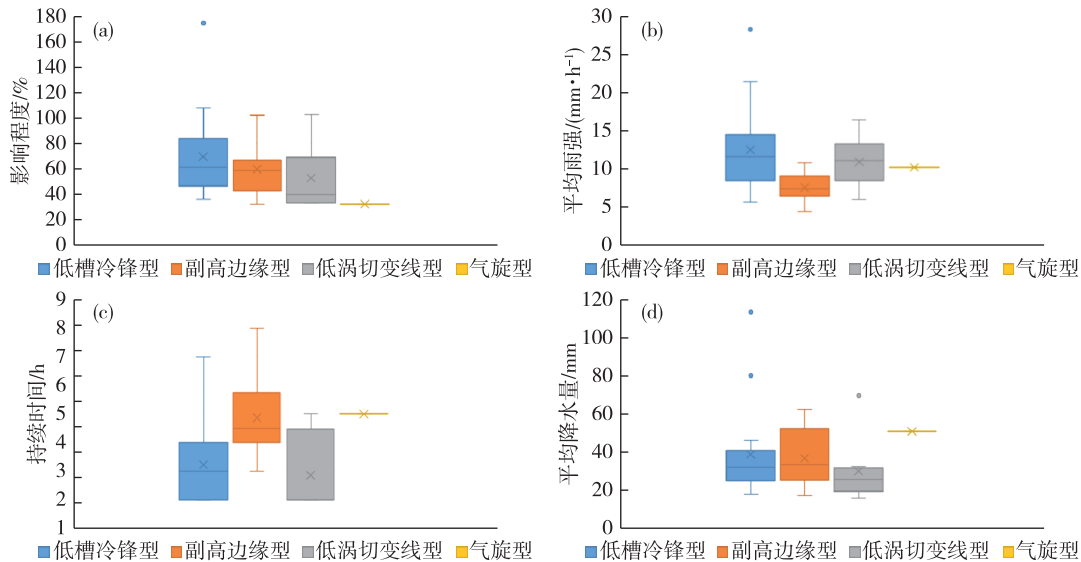 (a)
影响程度/%
180
160
140
120
100
80
60
40
20
0
低槽冷锋型 副高边缘型 低涡切变线型 气旋型
(b)
平均雨强/(mm·h⁻¹)
30
25
20
15
10
5
0
低槽冷锋型 副高边缘型 低涡切变线型 气旋型
(c)
持续时间/h
9
8
7
6
5
4
3
2
1
低槽冷锋型 副高边缘型 低涡切变线型 气旋型
(d)
平均降水量/mm
120
100
80
60
40
20
0
低槽冷锋型 副高边缘型 低涡切变线型 气旋型